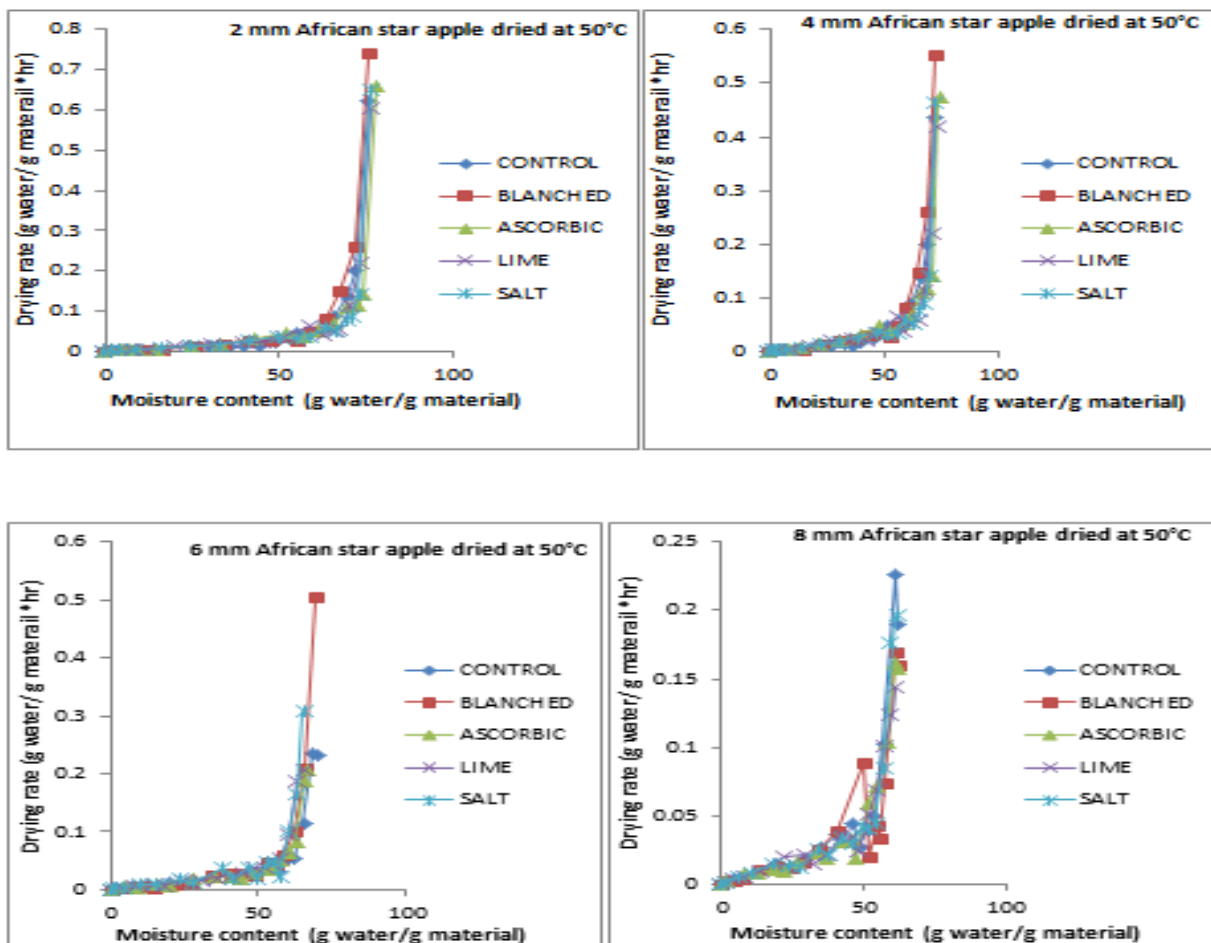 2 mm African star apple dried at 50°C
Drying rate (g water/ g materail *hr)
0.8
0.7
0.6
0.5
0.4
0.3
0.2
0.1
0
0
50
100
Moisture content (g water/g material)
CONTROL
BLANCHED
ASCORBIC
LIME
SALT
4 mm African star apple dried at 50°C
Drying rate (g water/ g materail *hr)
0.6
0.5
0.4
0.3
0.2
0.1
0
0
50
100
Moisture content (g water/g material)
CONTROL
BLANCHED
ASCORBIC
LIME
SALT
6 mm African star apple dried at 50°C
Drying rate (g water/ g materail *hr)
0.6
0.5
0.4
0.3
0.2
0.1
0
0
50
100
Moisture content (g water/g material)
CONTROL
BLANCHED
ASCORBIC
LIME
SALT
8 mm African star apple dried at 50°C
Drying rate (g water/ g materail *hr)
0.25
0.2
0.15
0.1
0.05
0
0
50
100
Moisture content (g water/g material)
CONTROL
BLANCHED
ASCORBIC
LIME
SALT